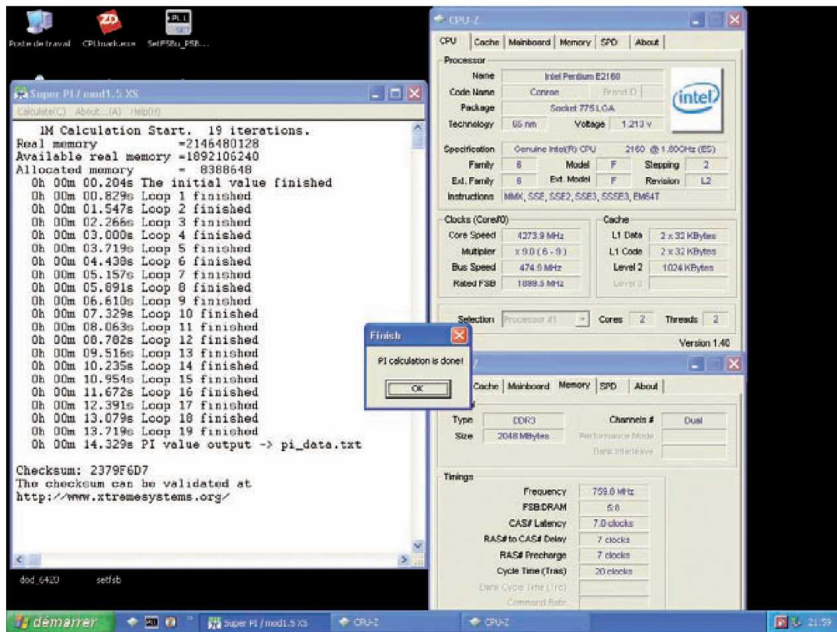 Poste de travail
CPUmark.exe
SetFSBu_PSB...
Super PI / mod1.5 XS
Calculate(C) About...(A) Help(H)
1M Calculation Start. 19 iterations.
Real memory =2146480128
Available real memory =1892106240
Allocated memory = 8388648
0h 00m 00.204s The initial value finished
0h 00m 00.829s Loop 1 finished
0h 00m 01.547s Loop 2 finished
0h 00m 02.266s Loop 3 finished
0h 00m 03.000s Loop 4 finished
0h 00m 03.719s Loop 5 finished
0h 00m 04.438s Loop 6 finished
0h 00m 05.157s Loop 7 finished
0h 00m 05.891s Loop 8 finished
0h 00m 06.610s Loop 9 finished
0h 00m 07.329s Loop 10 finished
0h 00m 08.063s Loop 11 finished
0h 00m 08.782s Loop 12 finished
0h 00m 09.516s Loop 13 finished
0h 00m 10.235s Loop 14 finished
0h 00m 10.954s Loop 15 finished
0h 00m 11.672s Loop 16 finished
0h 00m 12.391s Loop 17 finished
0h 00m 13.079s Loop 18 finished
0h 00m 13.719s Loop 19 finished
0h 00m 14.329s PI value output -> pi_data.txt
Checksum: 2379F6D7
The checksum can be validated at
http://www.xtremesystems.org/
dod_6420
setfsb
Finish
PI calculation is done!
OK
CPU-Z
CPU Cache Mainboard Memory SPD About
Processor
Name Intel Pentium E2160
Code Name Conroe Brand ID
Package Socket 775 LGA
Technology 65 nm Voltage 1.213 v
intel
Specification Genuine Intel(R) CPU 2160 @ 1.80GHz (ES)
Family 6 Model F Stepping 2
Ext. Family 6 Ext. Model F Revision L2
Instructions MMX, SSE, SSE2, SSE3, SSSE3, EM64T
Clocks (Core#0)
Core Speed 4273.9 MHz
Multiplier x 9.0 ( 6 - 9 )
Bus Speed 474.9 MHz
Rated FSB 1899.5 MHz
Cache
L1 Data 2 x 32 KBytes
L1 Code 2 x 32 KBytes
Level 2 1024 KBytes
Level 3
Selection Processor #1 Cores 2 Threads 2
Version 1.40
Cache Mainboard Memory SPD About
Type DDR3 Channels # Dual
Size 2048 MBytes Performance Mode
Bank Interleave
Timings
Frequency 759.8 MHz
FSB:DRAM 5:8
CAS# Latency 7.0 clocks
RAS# to CAS# Delay 7 clocks
RAS# Precharge 7 clocks
Cycle Time (Tras) 20 clocks
Bank Cycle Time (Trc)
Command Rate
démarrer
Super PI / mod1.5 XS
CPU-Z
CPU-Z
21:59